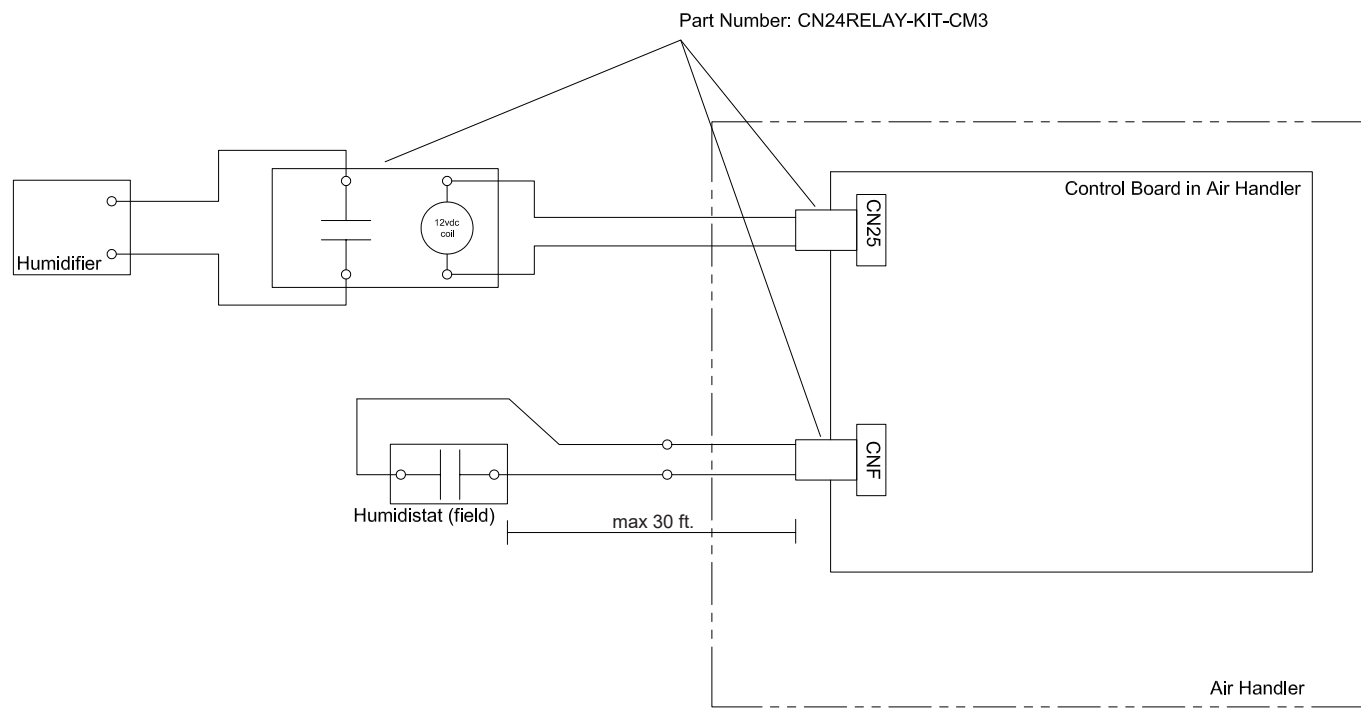 Part Number: CN24RELAY-KIT-CM3
Control Board in Air Handler
CN25
12vdc
coil
Humidifier
CNF
Humidistat (field)
max 30 ft.
Air Handler